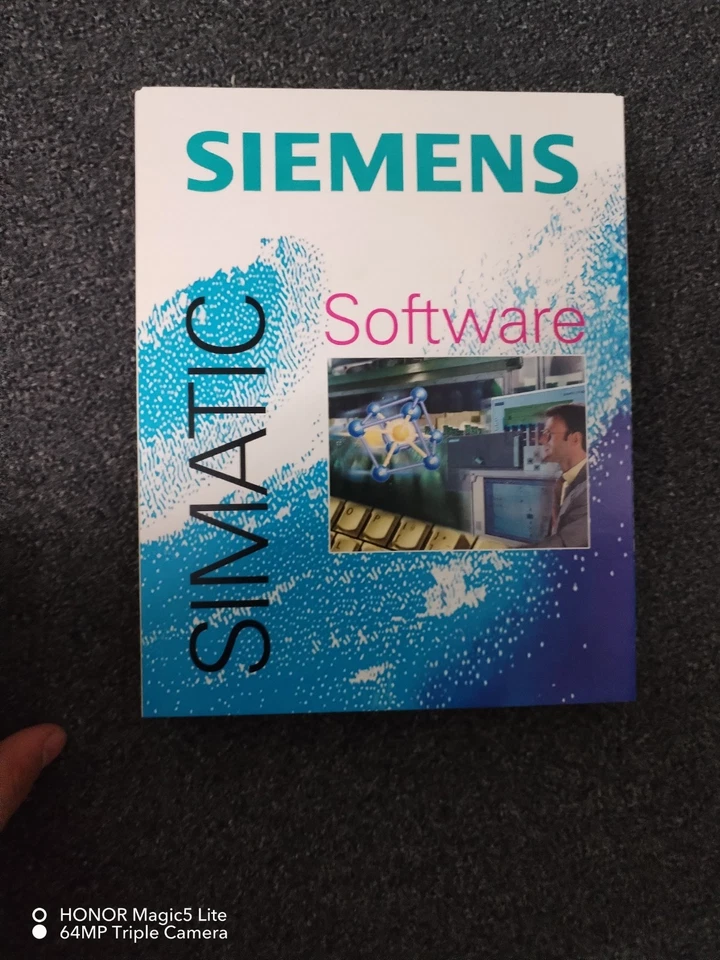 SIEMENS
SIMATIC
Software
HONOR Magic5 Lite
64MP Triple Camera